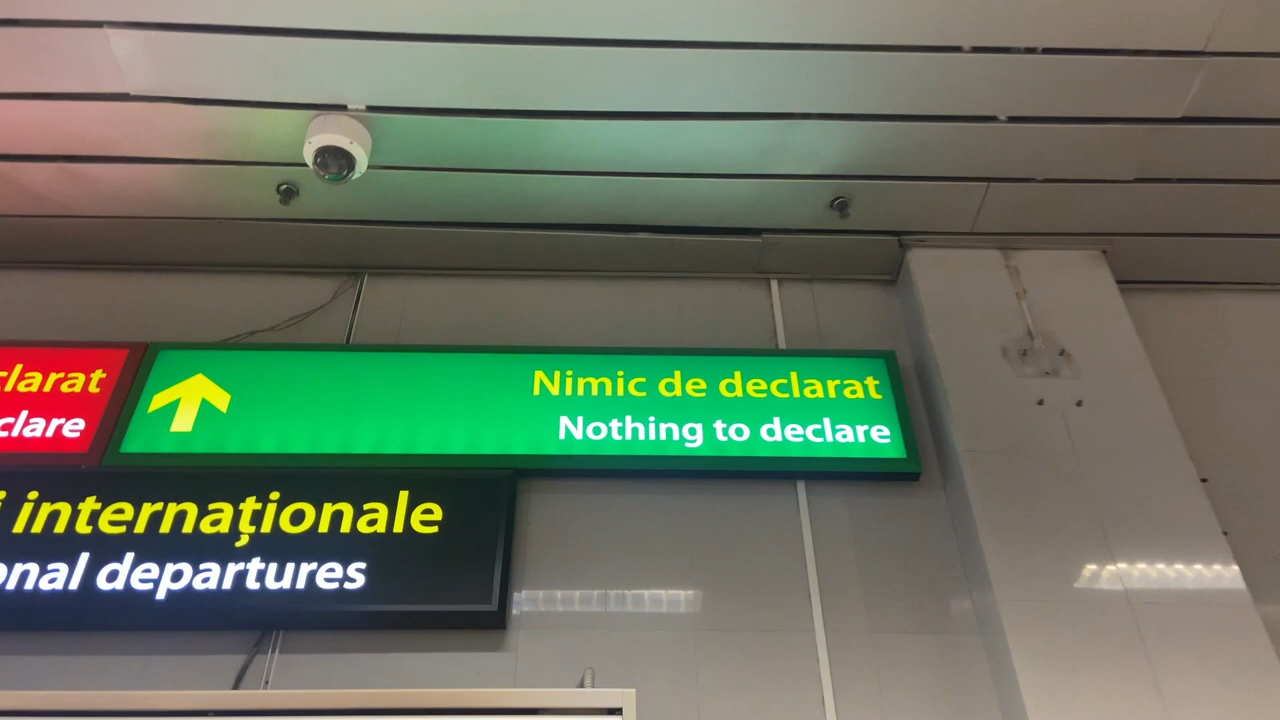 Nimic de declarat
Nothing to declare
internaționale
departures